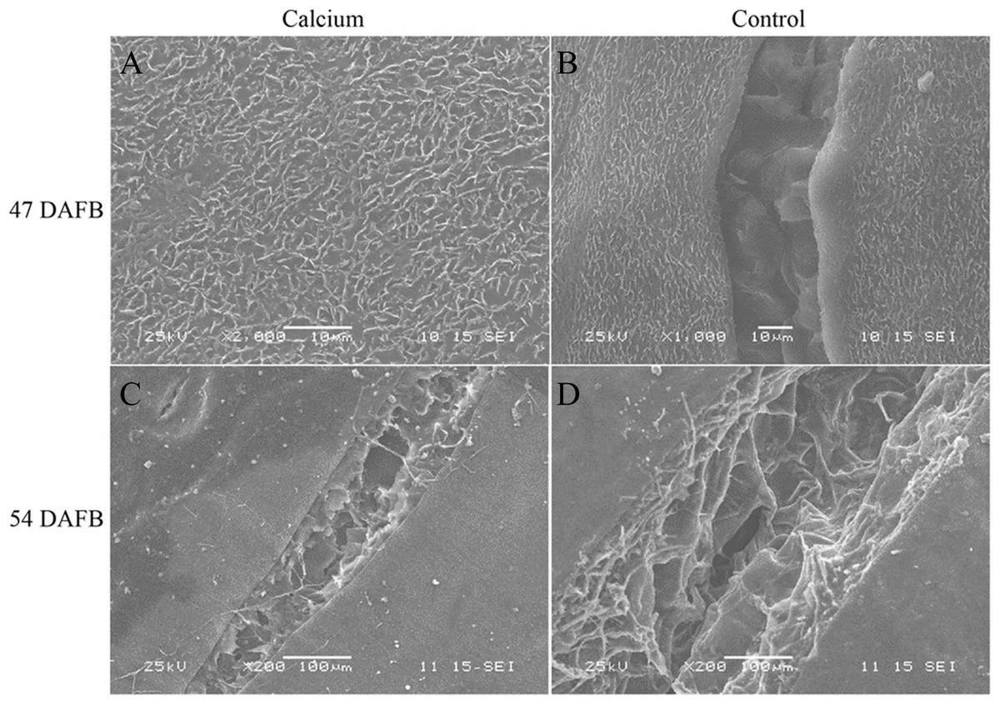 Calcium Control
A B
47 DAFB
25kV X2,000 10µm 10 15 SEI
25kV X1,000 10µm 10 15 SEI
C D
54 DAFB
25kV X200 100µm 11 15 SEI
25kV X200 100µm 11 15 SEI